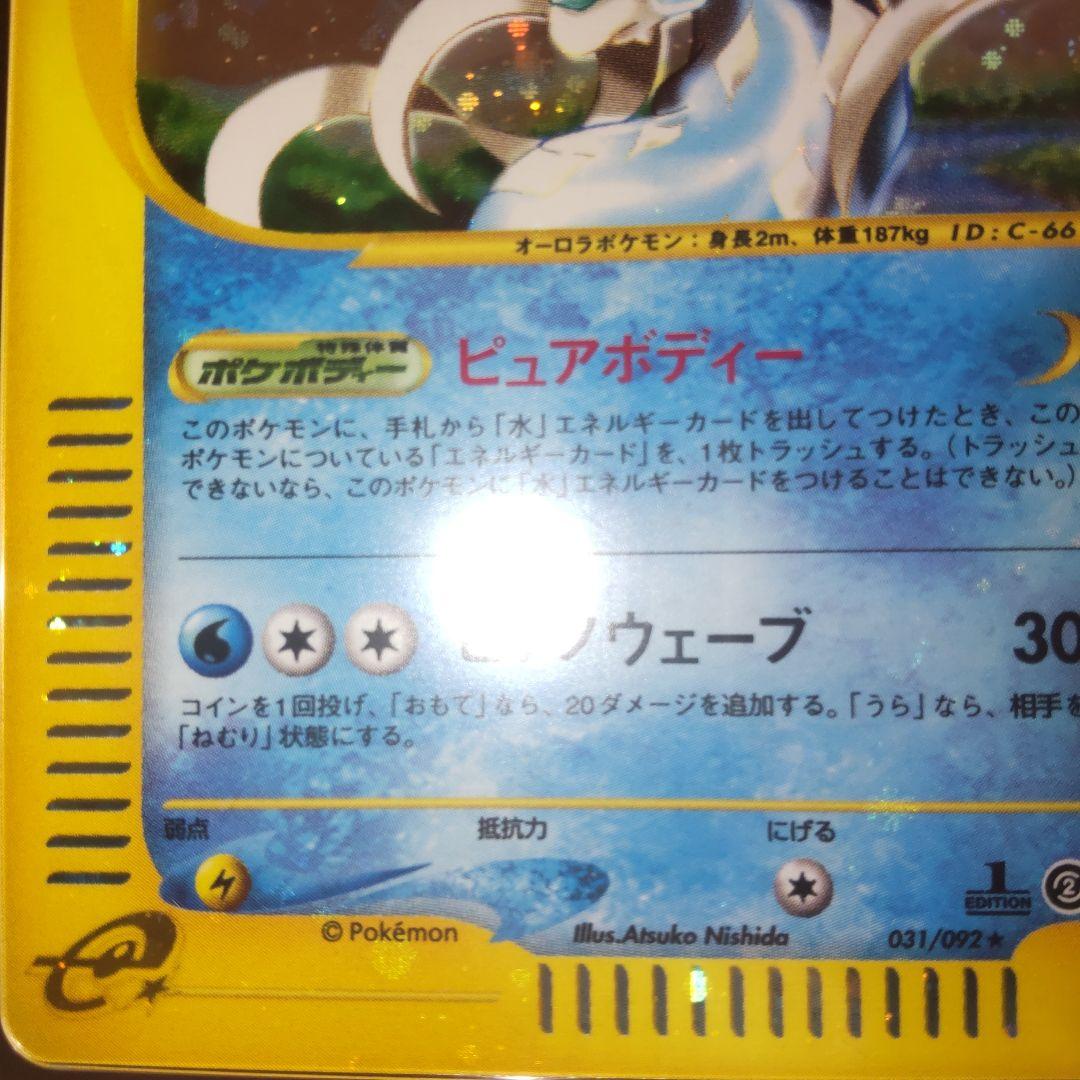 オーロラポケモン：身長2m、体重187kg ID：C-66
特殊体質
ポケボディー ピュアボディー
このポケモンに、手札から「水」エネルギーカードを出してつけたとき、この
ポケモンについている「エネルギーカード」を、1枚トラッシュする。（トラッシュ
できないなら、このポケモンに「水」エネルギーカードをつけることはできない。）
ウェーブ 30
コインを1回投げ、「おもて」なら、20ダメージを追加する。「うら」なら、相手を
「ねむり」状態にする。
弱点 抵抗力 にげる
1
EDITION
© Pokémon Illus.Atsuko Nishida 031/092★
e